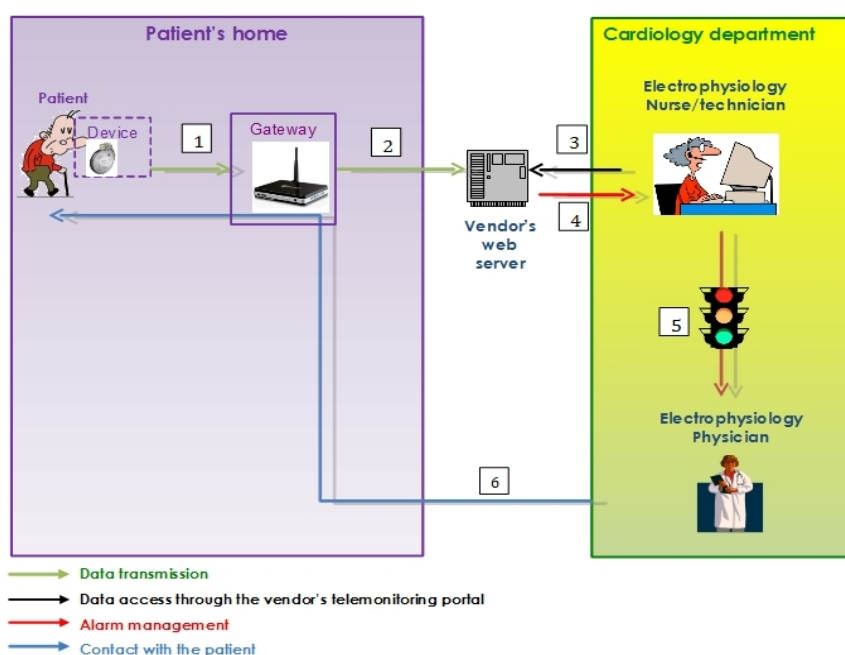 Patient's home
Cardiology department
Patient
Device
1
Gateway
2
3
4
Electrophysiology
Nurse/technician
Vendor's
web
server
5
Electrophysiology
Physician
6
Data transmission
Data access through the vendor's telemonitoring portal
Alarm management
Contact with the patient